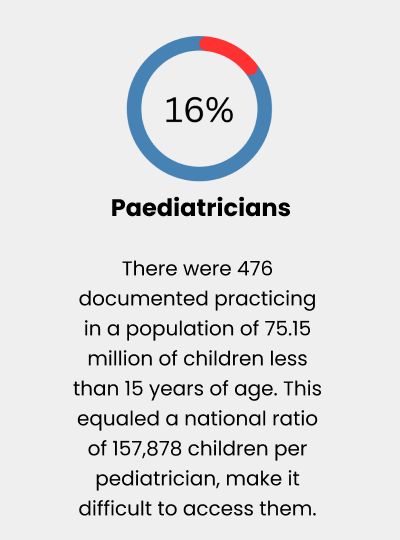 16%
Paediatricians
There were 476
documented practicing
in a population of 75.15
million of children less
than 15 years of age. This
equaled a national ratio
of 157,878 children per
pediatrician, make it
difficult to access them.